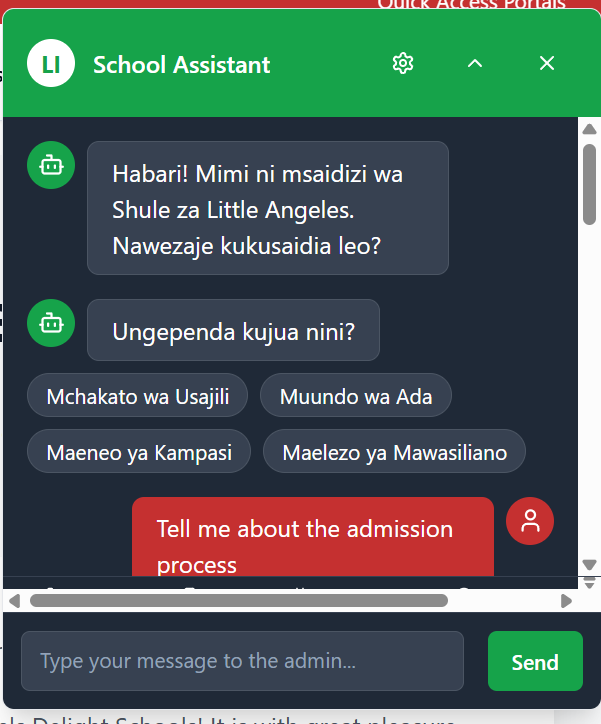 Quick Access Portals
LI School Assistant
Habari! Mimi ni msaidizi wa
Shule za Little Angeles.
Nawezaje kukusaidia leo?
Ungependa kujua nini?
Mchakato wa Usajili
Muundo wa Ada
Maeneo ya Kampasi
Maelezo ya Mawasiliano
Tell me about the admission
process
Type your message to the admin...
Send
Delight Schools! It is with great pleasure